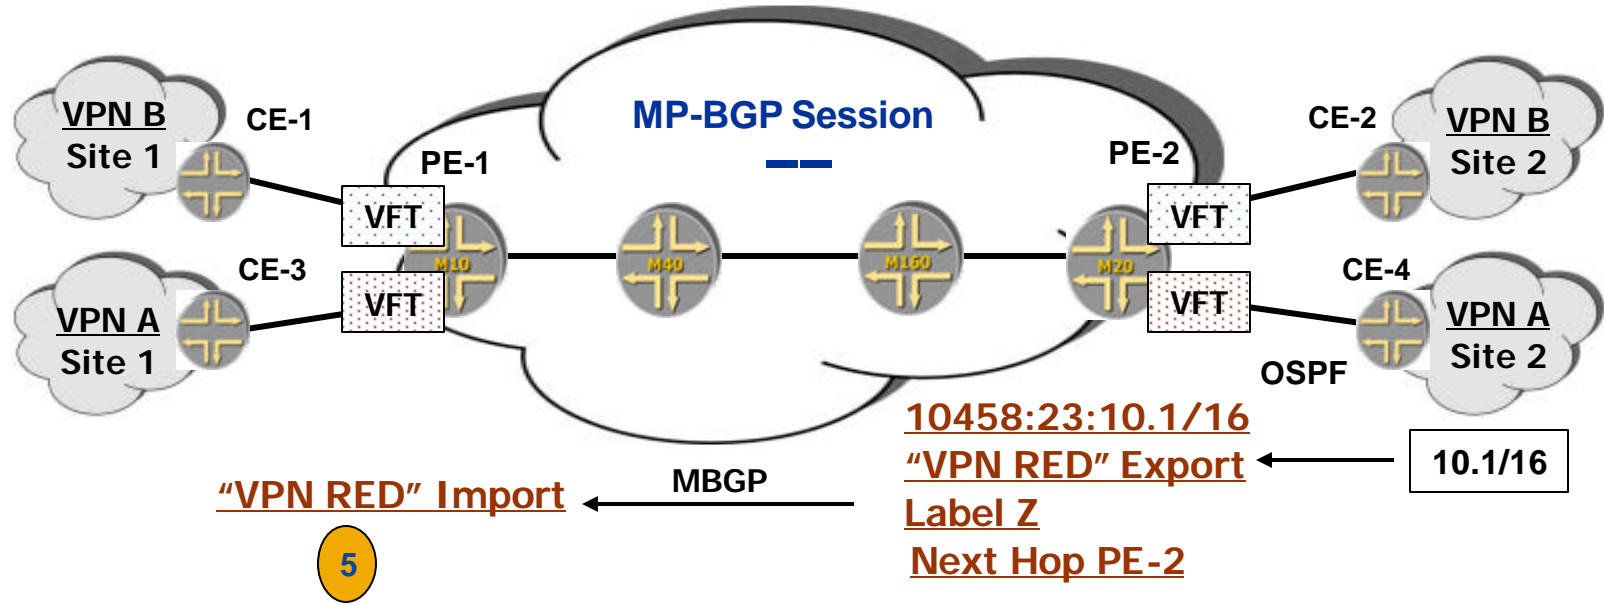 MP-BGP Session
VPN B
Site 1
CE-1
PE-1
PE-2
CE-2
VPN B
Site 2
VFT
VFT
M10
M40
M160
M20
VPN A
Site 1
CE-3
VFT
VFT
CE-4
VPN A
Site 2
OSPF
10458:23:10.1/16
“VPN RED” Export
Label Z
Next Hop PE-2
10.1/16
MBGP
“VPN RED” Import
5